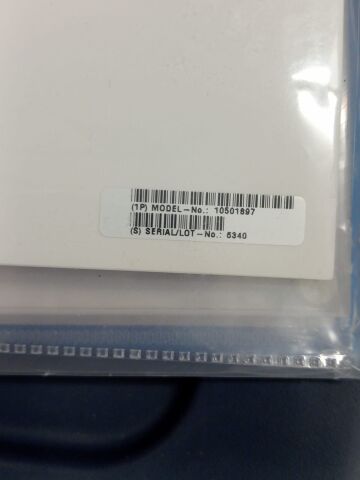 (1P) MODEL-No.: 10501897
(S) SERIAL/LOT-No.: 5340